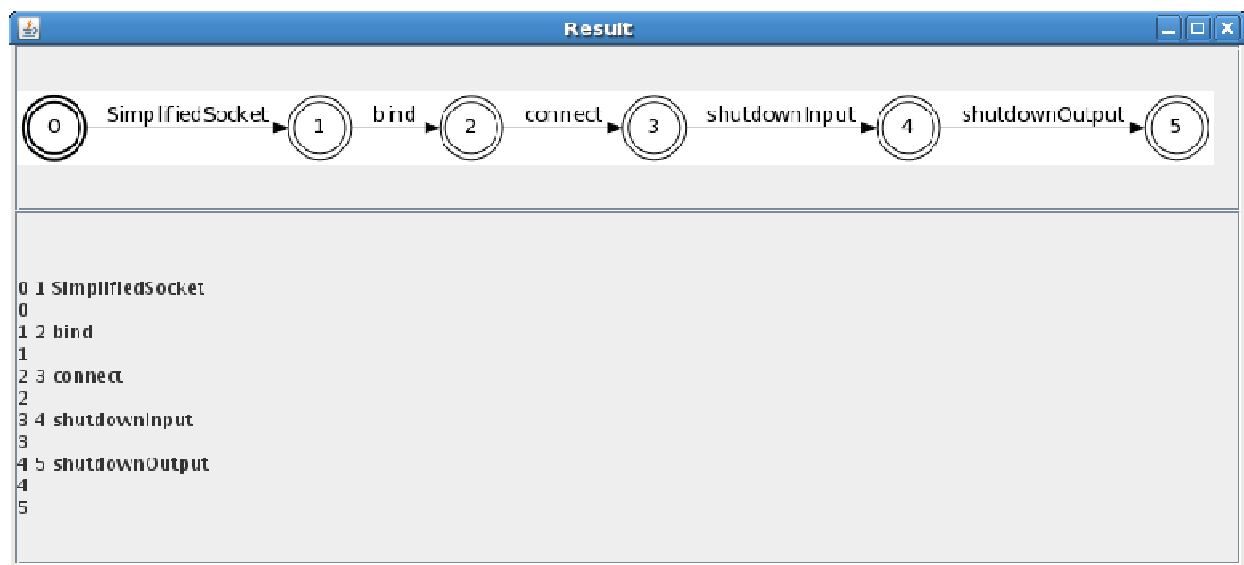 Result
0 SimplifiedSocket 1 bind 2 connect 3 shutdownInput 4 shutdownOutput 5
0 1 SimplifiedSocket
0
1 2 bind
1
2 3 connect
2
3 4 shutdownInput
3
4 5 shutdownOutput
4
5